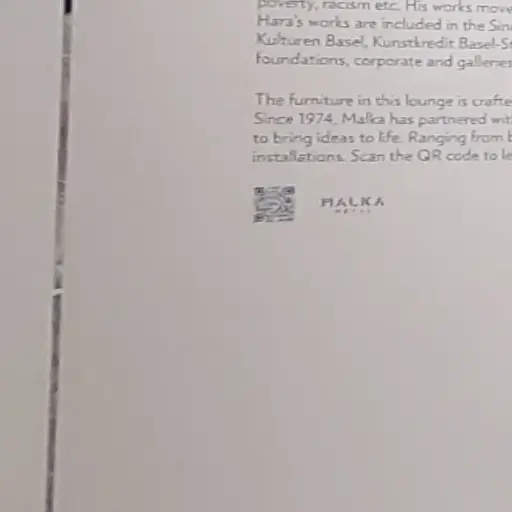 poverty, racism etc. His works move
Hara's works are included in the Sin
Kulturen Basel, Kunstkredit Basel-St
foundations, corporate and galleries
The furniture in this lounge is crafte
Since 1974, Malka has partnered wit
to bring ideas to life. Ranging from b
installations. Scan the QR code to le
MALKA
METAL